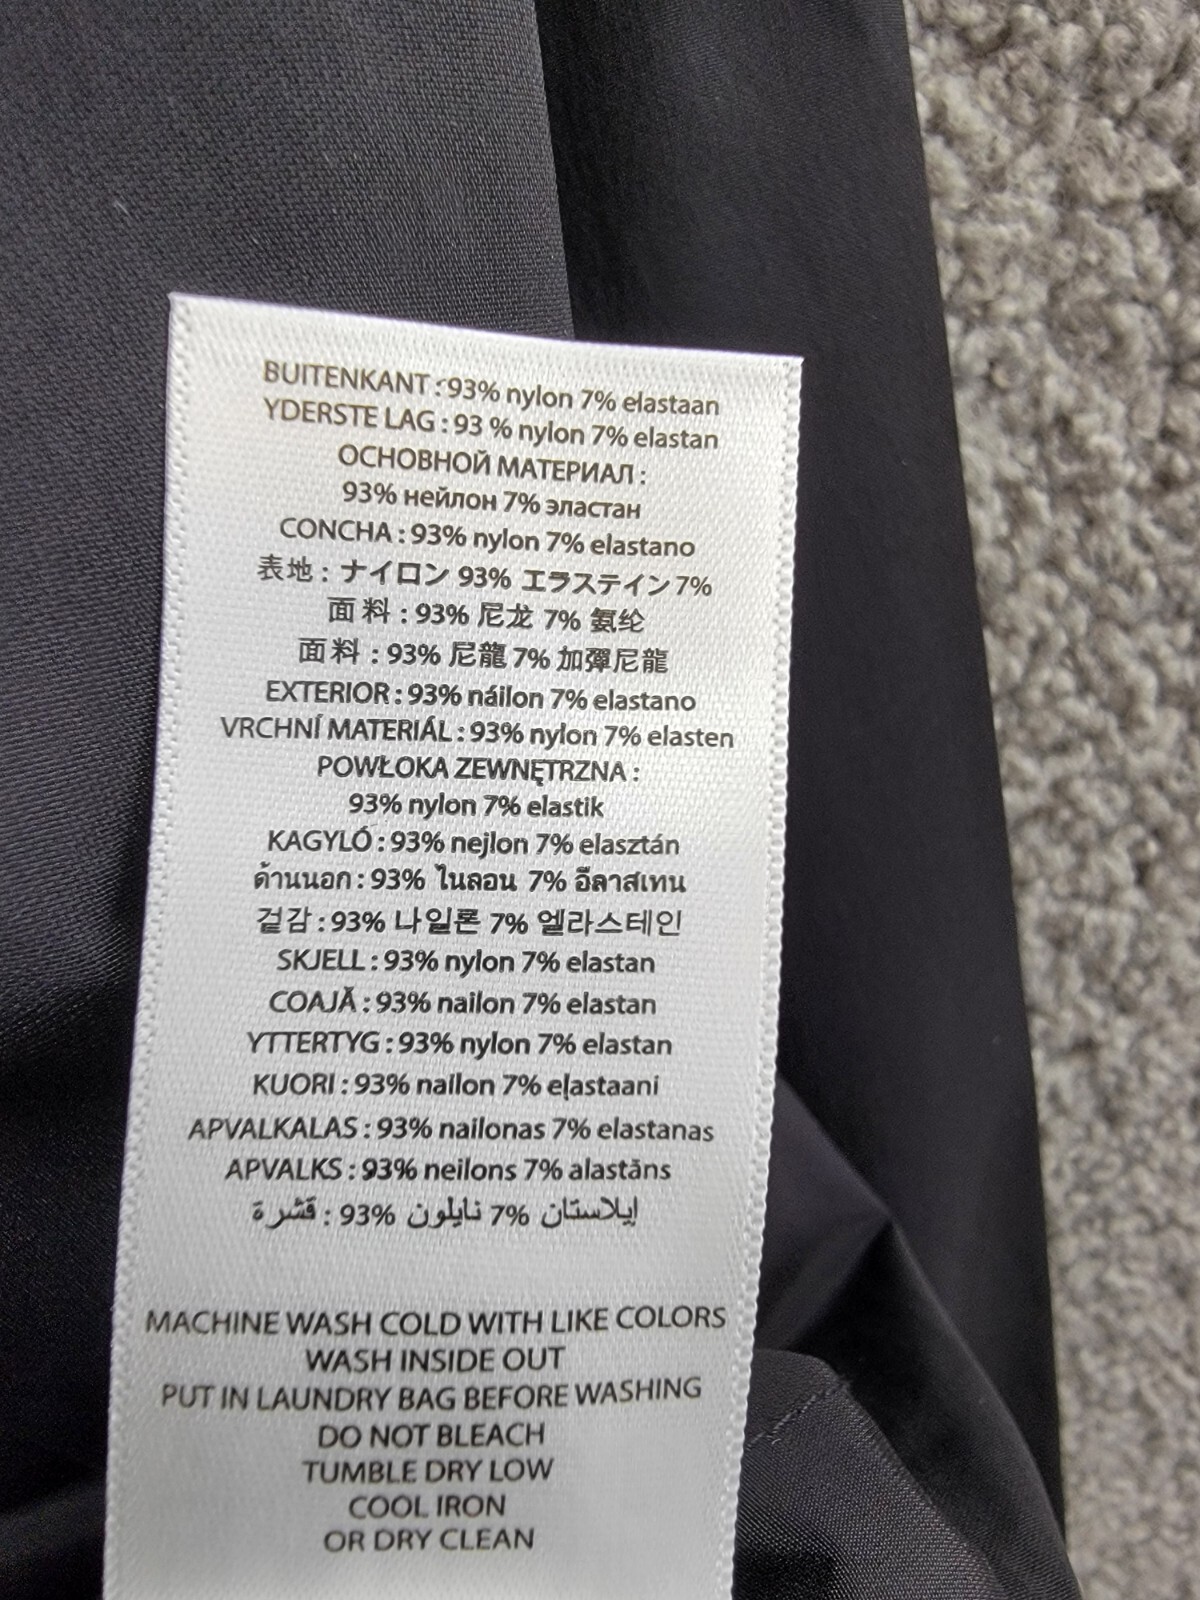 BUITENKANT : 93% nylon 7% elastaan
YDERSTE LAG : 93 % nylon 7% elastan
ОСНОВНОЙ МАТЕРИАЛ :
93% нейлон 7% эластан
CONCHA : 93% nylon 7% elastano
表地 : ナイロン 93% エラステイン 7%
面 料 : 93% 尼龙 7% 氨纶
面 料 : 93% 尼龍 7% 加彈尼龍
EXTERIOR : 93% náilon 7% elastano
VRCHNÍ MATERIÁL : 93% nylon 7% elasten
POWŁOKA ZEWNĘTRZNA :
93% nylon 7% elastik
KAGYLÓ : 93% nejlon 7% elasztán
ด้านนอก : 93% ไนลอน 7% อีลาสเทน
겉감 : 93% 나일론 7% 엘라스테인
SKJELL : 93% nylon 7% elastan
COAJĂ : 93% nailon 7% elastan
YTTERTYG : 93% nylon 7% elastan
KUORI : 93% nailon 7% eļastaani
APVALKALAS : 93% nailonas 7% elastanas
APVALKS : 93% neilons 7% alastāns
قشرة : 93% نايلون 7% إيلاستان
MACHINE WASH COLD WITH LIKE COLORS
WASH INSIDE OUT
PUT IN LAUNDRY BAG BEFORE WASHING
DO NOT BLEACH
TUMBLE DRY LOW
COOL IRON
OR DRY CLEAN